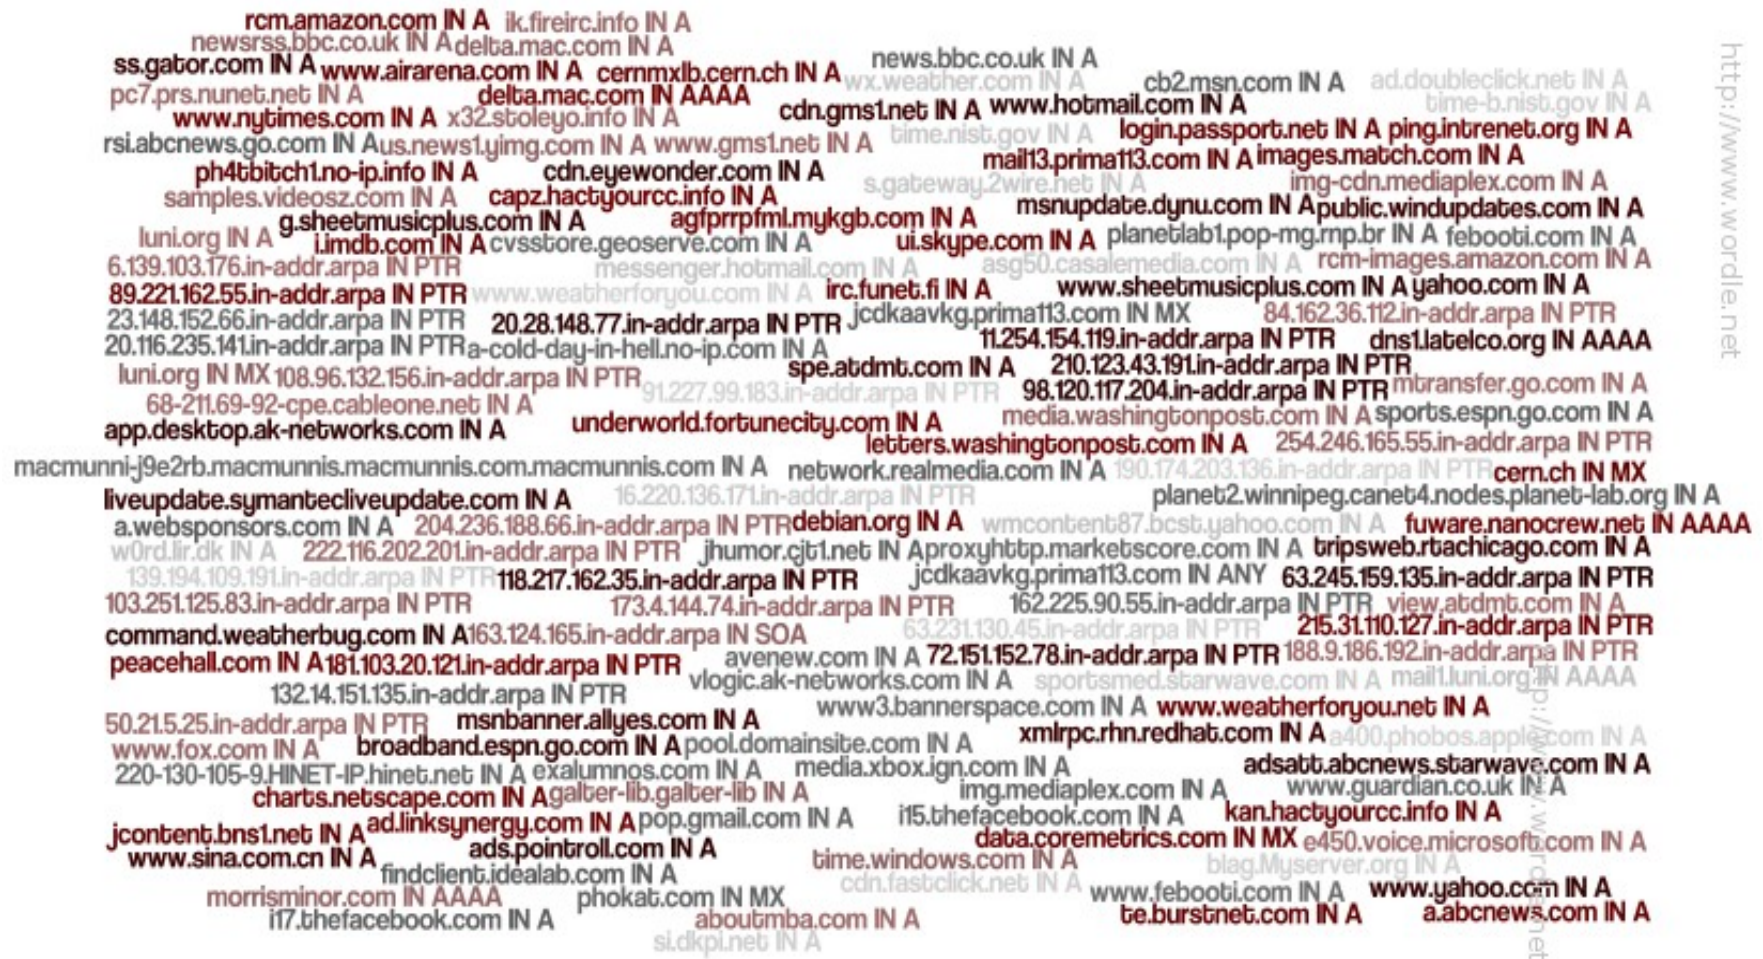 rcm.amazon.com IN A ik.fireirc.info IN A
newsrss.bbc.co.uk IN A delta.mac.com IN A
news.bbc.co.uk IN A
ss.gator.com IN A www.airarena.com IN A cernmxlb.cern.ch IN A
wx.weather.com IN A cb2.msn.com IN A ad.doubleclick.net IN A
pc7.prs.nunet.net IN A delta.mac.com IN AAAA
cdn.gms1.net IN A www.hotmail.com IN A time-b.nist.gov IN A
www.nytimes.com IN A x32.stoleyo.info IN A
time.nist.gov IN A login.passport.net IN A ping.intrenet.org IN A
rsi.abcnews.go.com IN A us.news1.yimg.com IN A www.gms1.net IN A
mail13.prima113.com IN A images.match.com IN A
ph4tbitch1.no-ip.info IN A cdn.eyewonder.com IN A
s.gateway.2wire.net IN A img-cdn.mediaplex.com IN A
samples.videosz.com IN A capz.hactyourcc.info IN A
msnupdate.dynu.com IN A public.windupdates.com IN A
g.sheetmusicplus.com IN A agfprrpfml.mykgb.com IN A
luni.org IN A i.imdb.com IN A cvsstore.geoserve.com IN A ui.skype.com IN A planetlab1.pop-mg.rnp.br IN A febooti.com IN A
6.139.103.176.in-addr.arpa IN PTR messenger.hotmail.com IN A asg50.casalemedia.com IN A rcm-images.amazon.com IN A
89.221.162.55.in-addr.arpa IN PTR www.weatherforyou.com IN A irc.funet.fi IN A www.sheetmusicplus.com IN A yahoo.com IN A
23.148.152.66.in-addr.arpa IN PTR 20.28.148.77.in-addr.arpa IN PTR jcdkaavkg.prima113.com IN MX 84.162.36.112.in-addr.arpa IN PTR
20.116.235.141.in-addr.arpa IN PTR a-cold-day-in-hell.no-ip.com IN A 11.254.154.119.in-addr.arpa IN PTR dns1.latelco.org IN AAAA
luni.org IN MX 108.96.132.156.in-addr.arpa IN PTR spe.atdmt.com IN A 210.123.43.191.in-addr.arpa IN PTR
91.227.99.183.in-addr.arpa IN PTR 98.120.117.204.in-addr.arpa IN PTR mtransfer.go.com IN A
68-211.69-92-cpe.cableone.net IN A media.washingtonpost.com IN A sports.espn.go.com IN A
app.desktop.ak-networks.com IN A underworld.fortunecity.com IN A
letters.washingtonpost.com IN A 254.246.165.55.in-addr.arpa IN PTR
macmunni-j9e2rb.macmunnis.macmunnis.com.macmunnis.com IN A network.realmedia.com IN A 190.174.203.136.in-addr.arpa IN PTR cern.ch IN MX
liveupdate.symantecliveupdate.com IN A 16.220.136.171.in-addr.arpa IN PTR planet2.winnipeg.canet4.nodes.planet-lab.org IN A
a.websponsors.com IN A 204.236.188.66.in-addr.arpa IN PTR debian.org IN A wmcontent87.bcst.yahoo.com IN A fuware.nanocrew.net IN AAAA
w0rd.lir.dk IN A 222.116.202.201.in-addr.arpa IN PTR jhumor.cjt1.net IN A proxyhttp.marketscore.com IN A tripsweb.rtachicago.com IN A
139.194.109.191.in-addr.arpa IN PTR 118.217.162.35.in-addr.arpa IN PTR jcdkaavkg.prima113.com IN ANY 63.245.159.135.in-addr.arpa IN PTR
103.251.125.83.in-addr.arpa IN PTR 173.4.144.74.in-addr.arpa IN PTR 162.225.90.55.in-addr.arpa IN PTR view.atdmt.com IN A
command.weatherbug.com IN A 163.124.165.in-addr.arpa IN SOA 63.231.130.45.in-addr.arpa IN PTR 215.31.110.127.in-addr.arpa IN PTR
peacehall.com IN A 181.103.20.121.in-addr.arpa IN PTR avenew.com IN A 72.151.152.78.in-addr.arpa IN PTR 188.9.186.192.in-addr.arpa IN PTR
vlogic.ak-networks.com IN A sportsmed.starwave.com IN A mail1.luni.org IN AAAA
132.14.151.135.in-addr.arpa IN PTR www3.bannerspace.com IN A www.weatherforyou.net IN A
50.21.5.25.in-addr.arpa IN PTR msnbanner.allyes.com IN A
xmlrpc.rhn.redhat.com IN A a400.phobos.apple.com IN A
www.fox.com IN A broadband.espn.go.com IN A pool.domainsite.com IN A
220-130-105-9.HINET-IP.hinet.net IN A exalumnos.com IN A media.xbox.ign.com IN A adsatt.abcnews.starwave.com IN A
charts.netscape.com IN A galter-lib.galter-lib IN A img.mediaplex.com IN A www.guardian.co.uk IN A
jcontent.bns1.net IN A ad.linksynergy.com IN A pop.gmail.com IN A i15.thefacebook.com IN A kan.hactyourcc.info IN A
data.coremetrics.com IN MX e450.voice.microsoft.com IN A
www.sina.com.cn IN A ads.pointroll.com IN A time.windows.com IN A blag.Myserver.org IN A
findclient.idealab.com IN A cdn.fastclick.net IN A www.febooti.com IN A www.yahoo.com IN A
morrisminor.com IN AAAA phokat.com IN MX
i17.thefacebook.com IN A aboutmba.com IN A te.burstnet.com IN A a.abcnews.com IN A
si.dkpi.net IN A
http://www.wordle.net
http://www.wordle.net